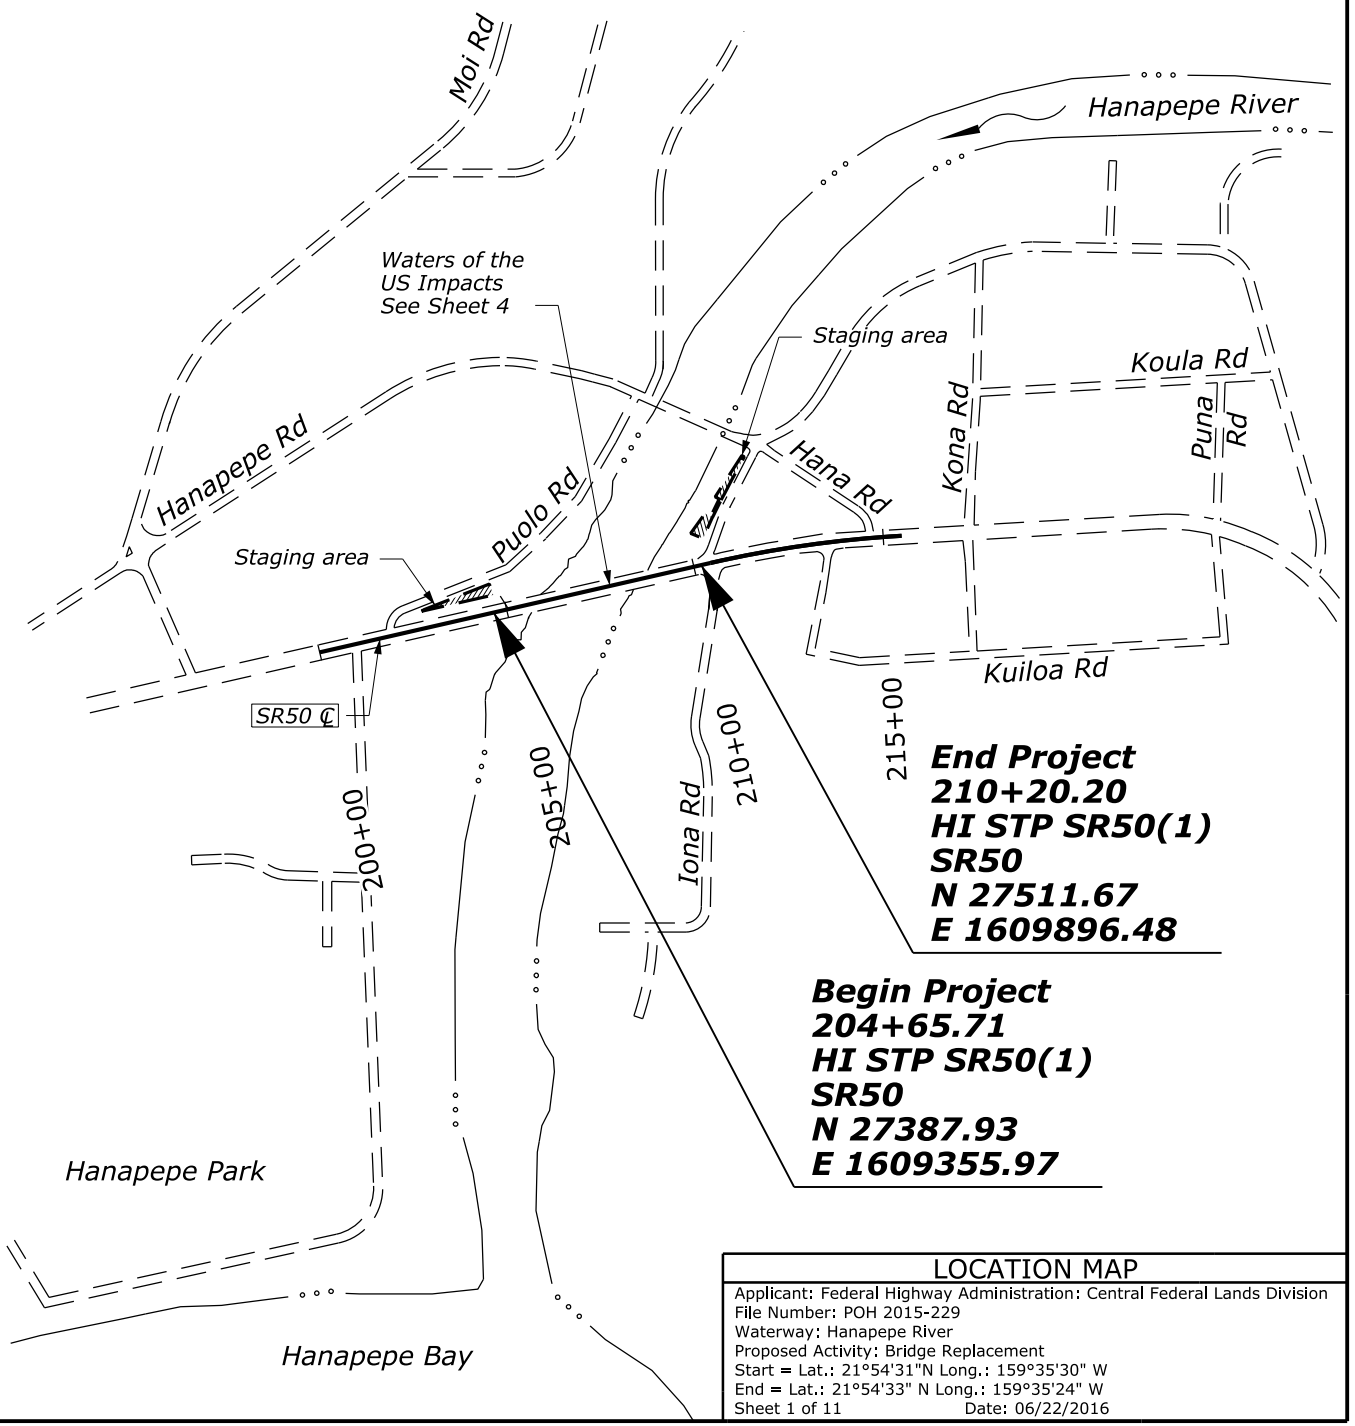 Moi Rd
Hanapepe River
Waters of the
US Impacts
See Sheet 4
Staging area
Koula Rd
Kona Rd
Puna
Rd
Hanapepe Rd
Hana Rd
Puolo Rd
Staging area
Kuiloa Rd
SR50 ℄
200+00
205+00
210+00
215+00
Iona Rd
End Project
210+20.20
HI STP SR50(1)
SR50
N 27511.67
E 1609896.48
Begin Project
204+65.71
HI STP SR50(1)
SR50
N 27387.93
E 1609355.97
Hanapepe Park
Hanapepe Bay
LOCATION MAP
Applicant: Federal Highway Administration: Central Federal Lands Division
File Number: POH 2015-229
Waterway: Hanapepe River
Proposed Activity: Bridge Replacement
Start = Lat.: 21°54'31"N Long.: 159°35'30" W
End = Lat.: 21°54'33" N Long.: 159°35'24" W
Sheet 1 of 11 Date: 06/22/2016